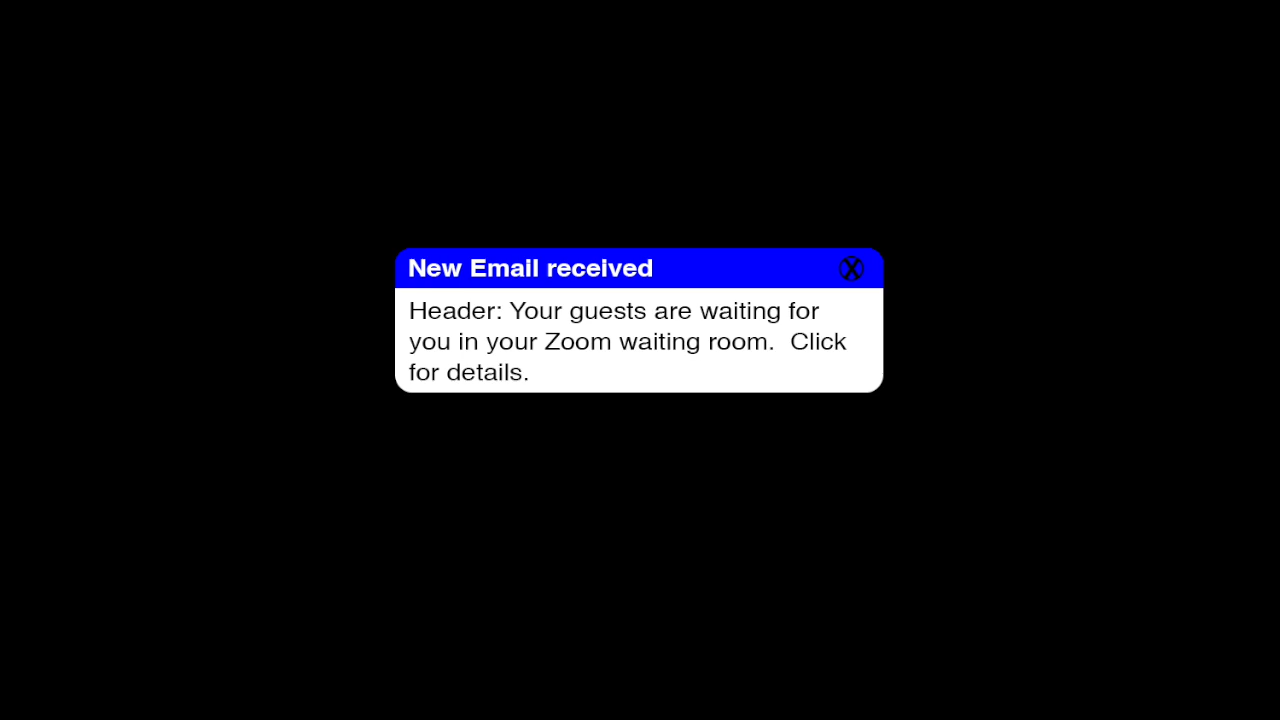 New Email received X
Header: Your guests are waiting for
you in your Zoom waiting room.  Click
for details.